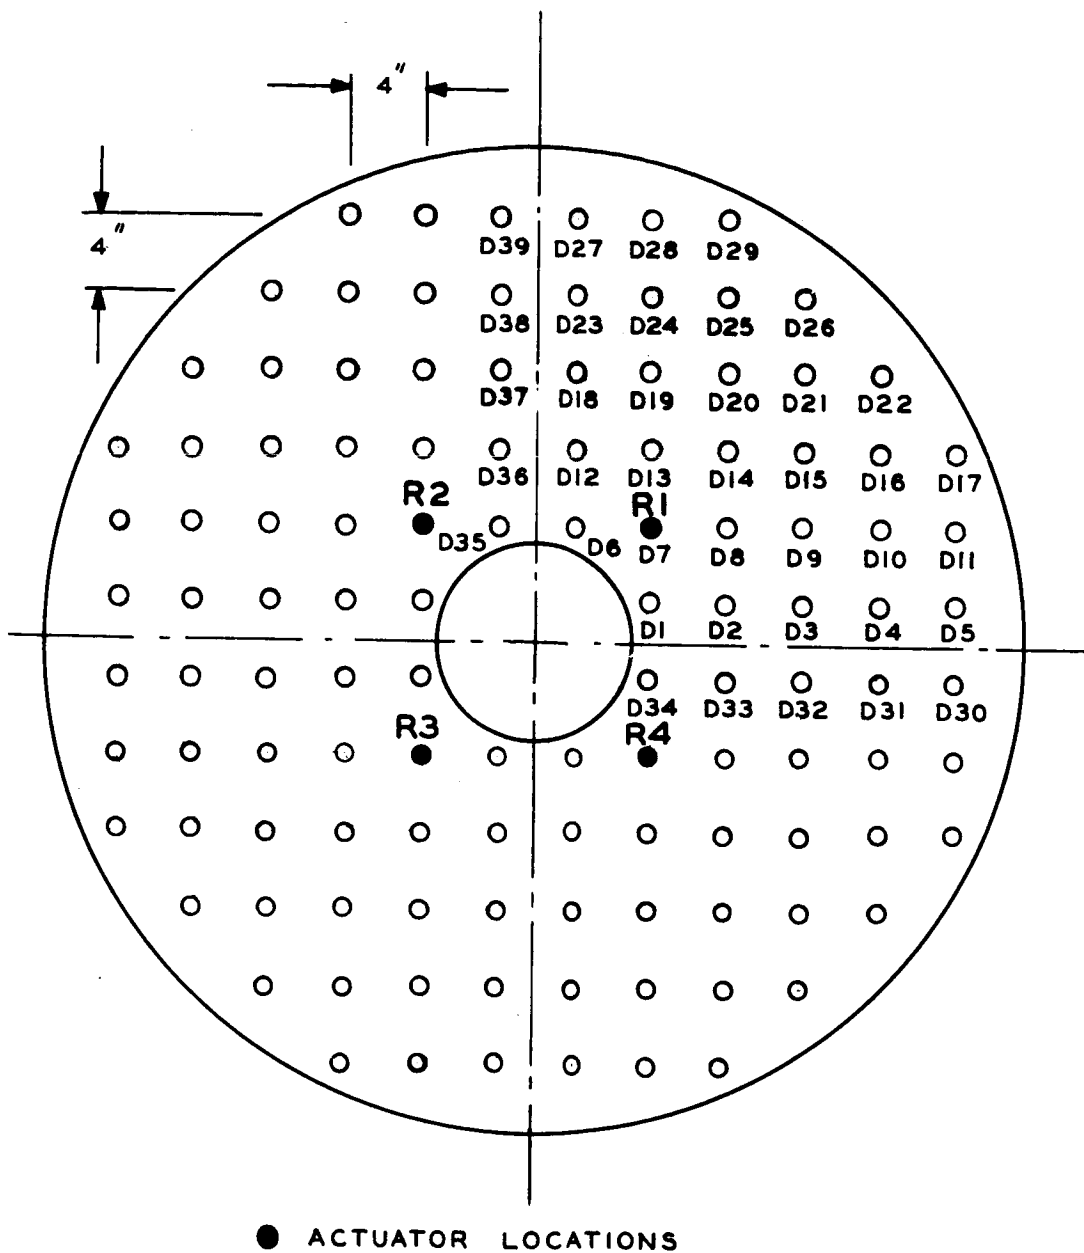 4"
4"
D39 D27 D28 D29
D38 D23 D24 D25 D26
D37 D18 D19 D20 D21 D22
D36 D12 D13 D14 D15 D16 D17
R2 R1
D35 D6 D7 D8 D9 D10 D11
D1 D2 D3 D4 D5
D34 D33 D32 D31 D30
R3 R4
ACTUATOR LOCATIONS